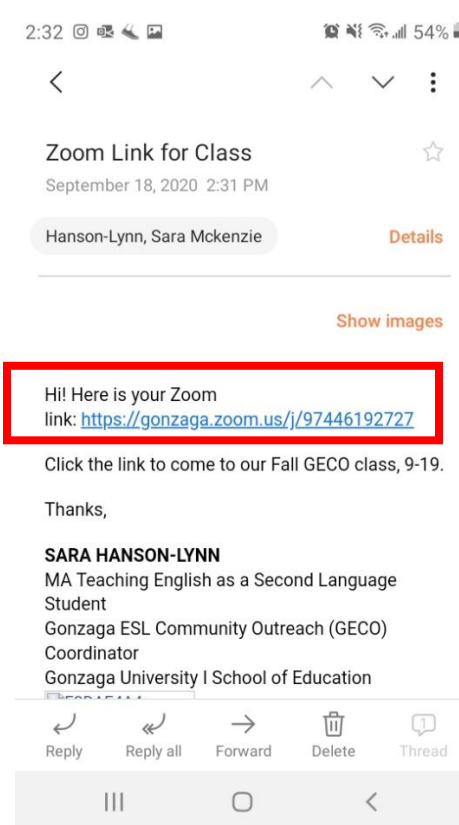 2:32 54%
Zoom Link for Class
September 18, 2020 2:31 PM
Hanson-Lynn, Sara Mckenzie Details
Show images
Hi! Here is your Zoom
link: https://gonzaga.zoom.us/j/97446192727
Click the link to come to our Fall GECO class, 9-19.
Thanks,
SARA HANSON-LYNN
MA Teaching English as a Second Language
Student
Gonzaga ESL Community Outreach (GECO)
Coordinator
Gonzaga University I School of Education
Reply Reply all Forward Delete 1 Thread